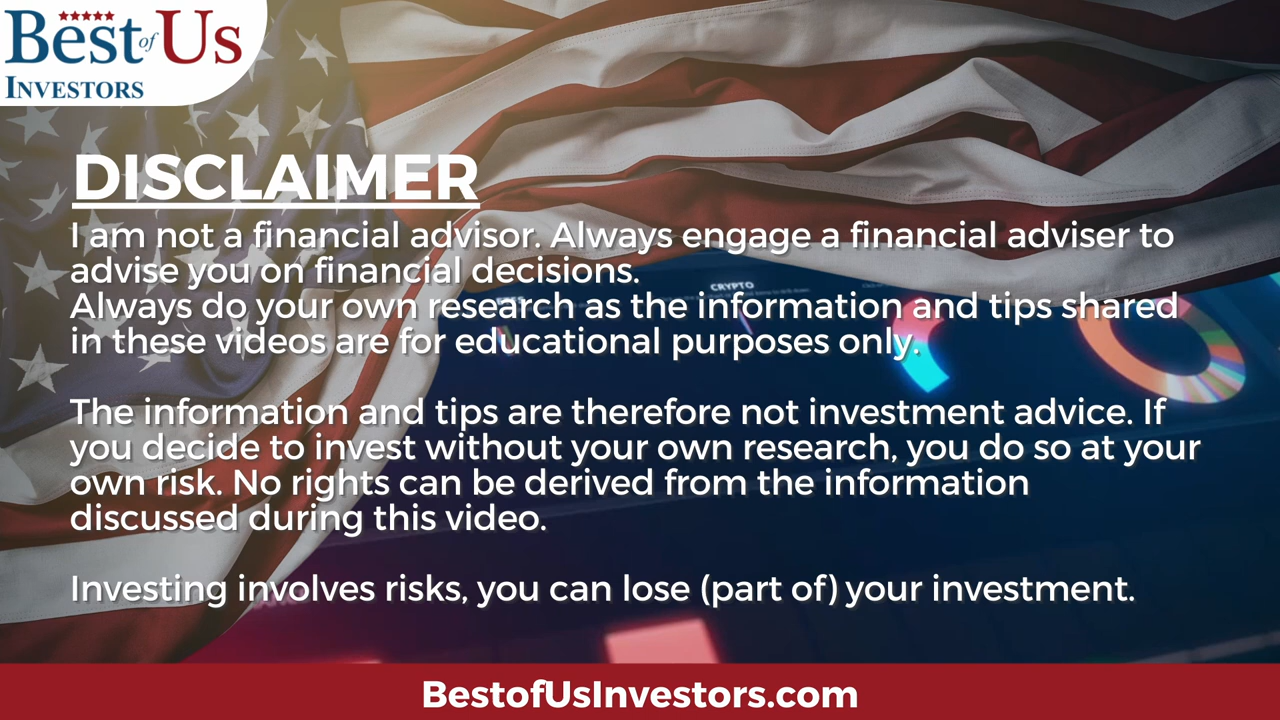 Best of Us
Investors
DISCLAIMER
I am not a financial advisor. Always engage a financial adviser to
advise you on financial decisions.
Always do your own research as the information and tips shared
in these videos are for educational purposes only.
The information and tips are therefore not investment advice. If
you decide to invest without your own research, you do so at your
own risk. No rights can be derived from the information
discussed during this video.
Investing involves risks, you can lose (part of) your investment.
CRYPTO
BestofUsInvestors.com